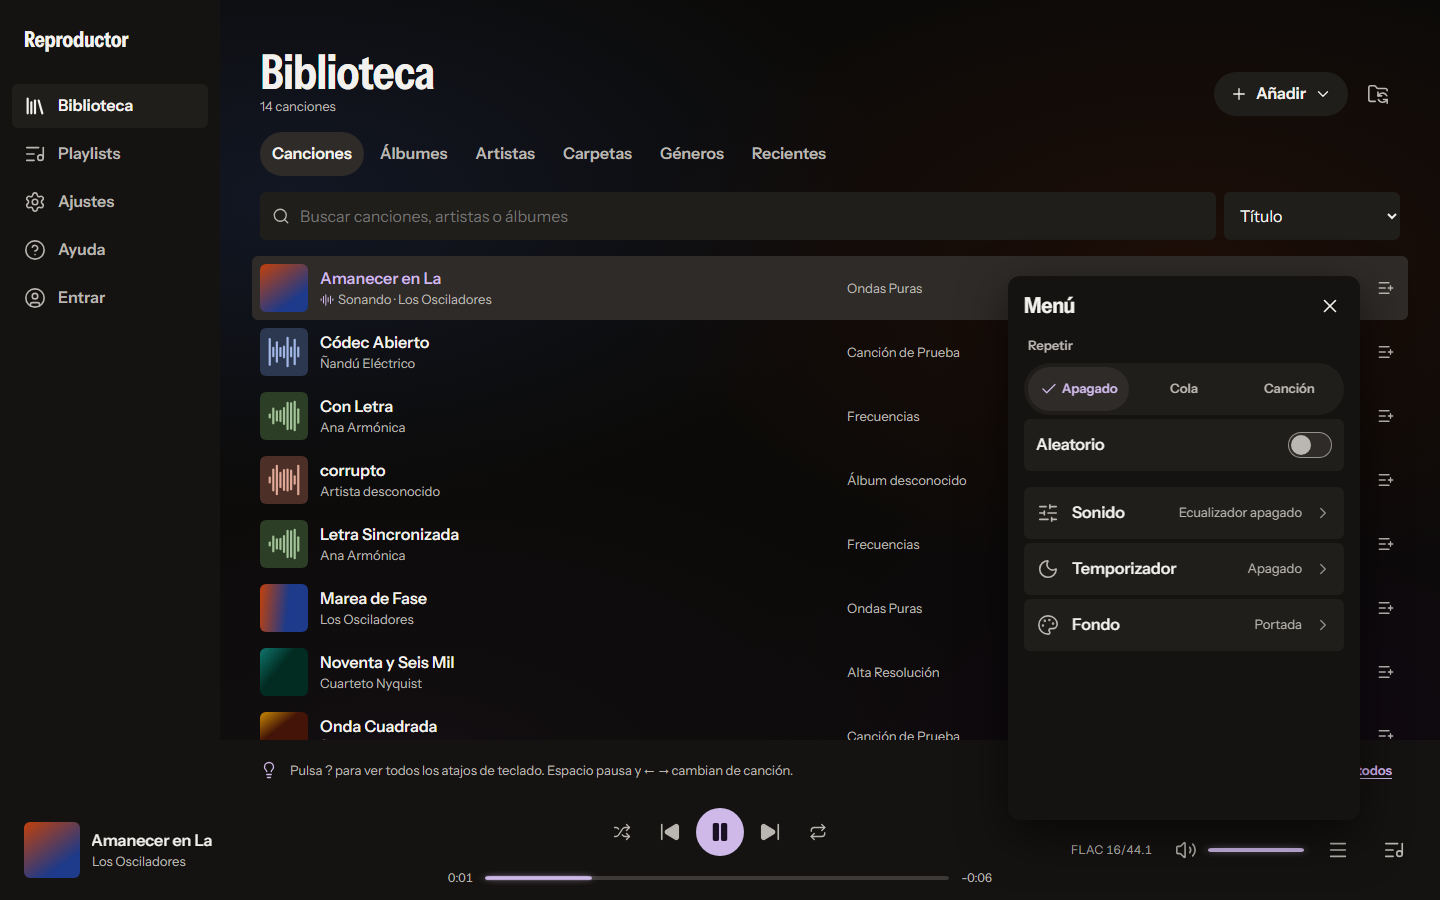 Reproductor
Biblioteca
Playlists
Ajustes
Ayuda
Entrar
Biblioteca
14 canciones
Añadir
Canciones
Álbumes
Artistas
Carpetas
Géneros
Recientes
Buscar canciones, artistas o álbumes
Título
Amanecer en La
Sonando · Los Osciladores
Ondas Puras
Códec Abierto
Ñandú Eléctrico
Canción de Prueba
Con Letra
Ana Armónica
Frecuencias
corrupto
Artista desconocido
Álbum desconocido
Letra Sincronizada
Ana Armónica
Frecuencias
Marea de Fase
Los Osciladores
Ondas Puras
Noventa y Seis Mil
Cuarteto Nyquist
Alta Resolución
Onda Cuadrada
Canción de Prueba
Menú
Repetir
Apagado
Cola
Canción
Aleatorio
Sonido
Ecualizador apagado
Temporizador
Apagado
Fondo
Portada
Pulsa ? para ver todos los atajos de teclado. Espacio pausa y ← → cambian de canción.
todos
Amanecer en La
Los Osciladores
0:01
-0:06
FLAC 16/44.1